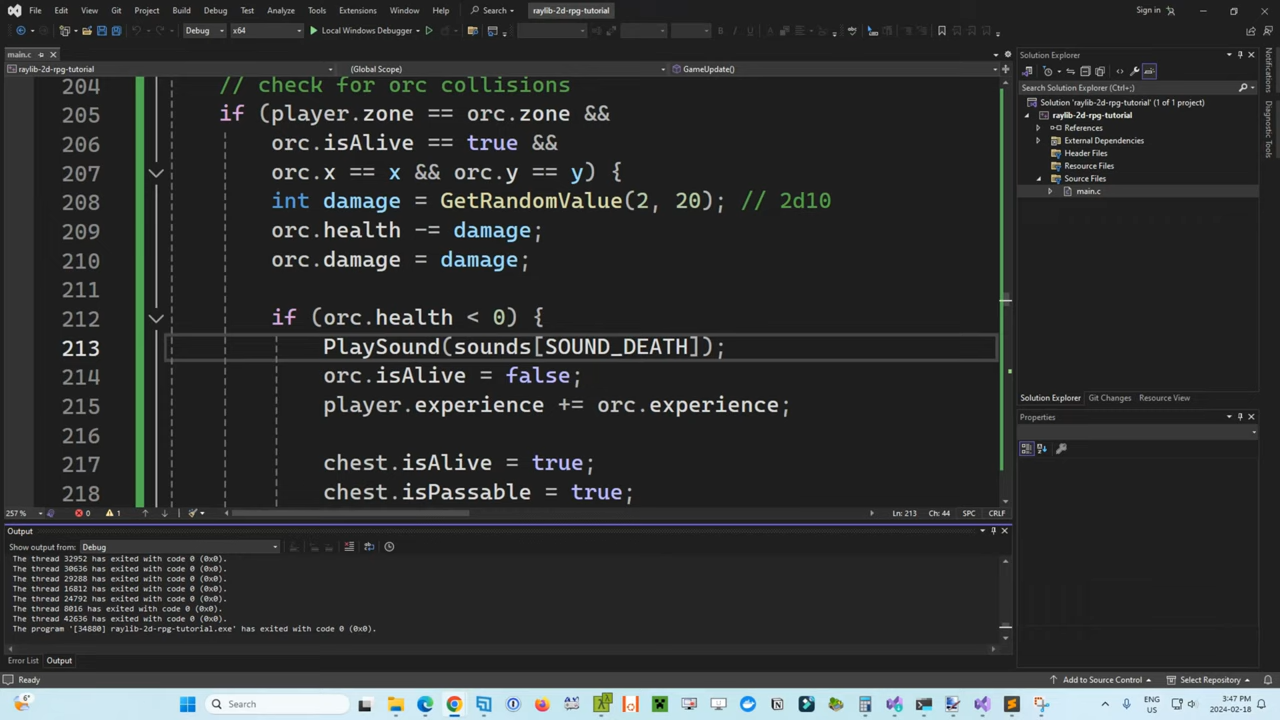 File Edit View Git Project Build Debug Test Analyze Tools Extensions Window Help Search raylib-2d-rpg-tutorial Sign in
Debug x64 Local Windows Debugger
main.c
raylib-2d-rpg-tutorial (Global Scope) GameUpdate()
204 // check for orc collisions
205 if (player.zone == orc.zone &&
206 orc.isAlive == true &&
207 orc.x == x && orc.y == y) {
208 int damage = GetRandomValue(2, 20); // 2d10
209 orc.health -= damage;
210 orc.damage = damage;
211
212 if (orc.health < 0) {
213 PlaySound(sounds[SOUND_DEATH]);
214 orc.isAlive = false;
215 player.experience += orc.experience;
216
217 chest.isAlive = true;
218 chest.isPassable = true;
257 % 0 1 Ln: 213 Ch: 44 SPC CRLF
Output
Show output from: Debug
The thread 32952 has exited with code 0 (0x0).
The thread 30636 has exited with code 0 (0x0).
The thread 29288 has exited with code 0 (0x0).
The thread 16812 has exited with code 0 (0x0).
The thread 24792 has exited with code 0 (0x0).
The thread 8016 has exited with code 0 (0x0).
The thread 42636 has exited with code 0 (0x0).
The program '[34880] raylib-2d-rpg-tutorial.exe' has exited with code 0 (0x0).
Error List Output
Ready
Solution Explorer
Search Solution Explorer (Ctrl+;)
Solution 'raylib-2d-rpg-tutorial' (1 of 1 project)
raylib-2d-rpg-tutorial
References
External Dependencies
Header Files
Resource Files
Source Files
main.c
Solution Explorer Git Changes Resource View
Properties
Notifications
Diagnostic Tools
Add to Source Control Select Repository
6°
Search
ENG
US
3:47 PM
2024-02-18